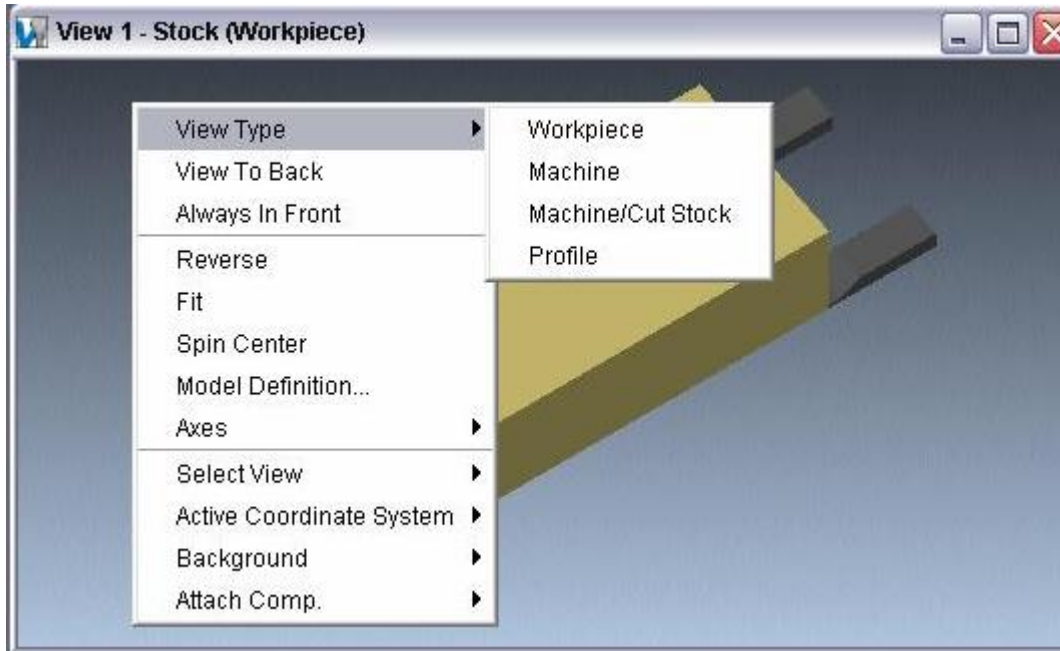 View 1 - Stock (Workpiece)
View Type
View To Back
Always In Front
Reverse
Fit
Spin Center
Model Definition...
Axes
Select View
Active Coordinate System
Background
Attach Comp.
Workpiece
Machine
Machine/Cut Stock
Profile